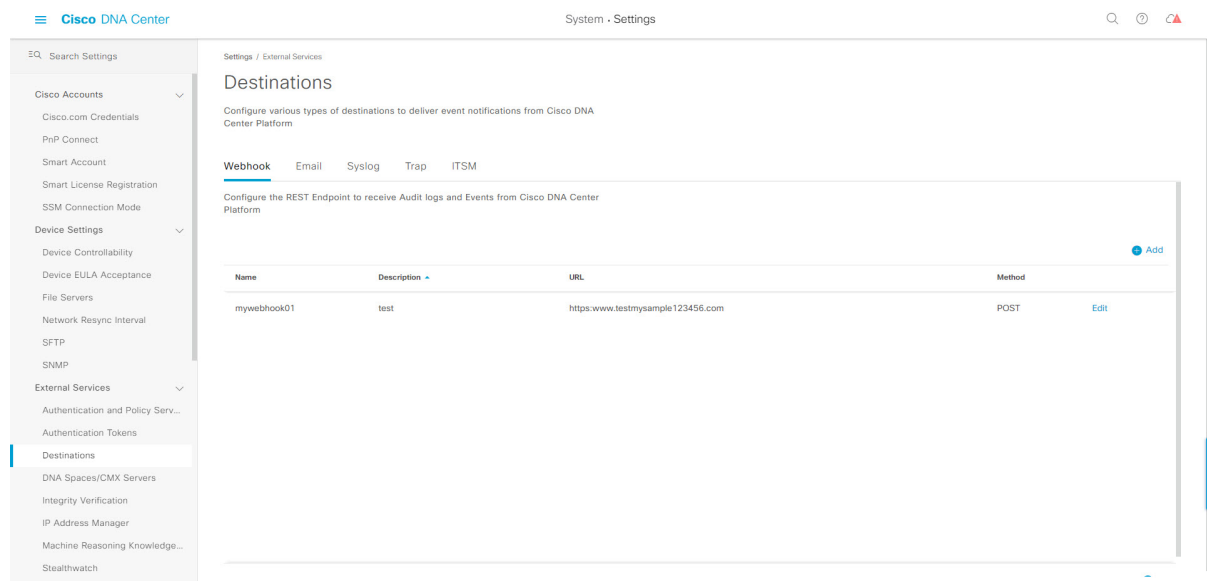 Cisco DNA Center
System · Settings
Search Settings
Cisco Accounts
Cisco.com Credentials
PnP Connect
Smart Account
Smart License Registration
SSM Connection Mode
Device Settings
Device Controllability
Device EULA Acceptance
File Servers
Network Resync Interval
SFTP
SNMP
External Services
Authentication and Policy Serv...
Authentication Tokens
Destinations
DNA Spaces/CMX Servers
Integrity Verification
IP Address Manager
Machine Reasoning Knowledge...
Stealthwatch
Settings / External Services
Destinations
Configure various types of destinations to deliver event notifications from Cisco DNA
Center Platform
Webhook Email Syslog Trap ITSM
Configure the REST Endpoint to receive Audit logs and Events from Cisco DNA Center
Platform
Add
Name Description URL Method
mywebhook01 test https:www.testmysample123456.com POST Edit